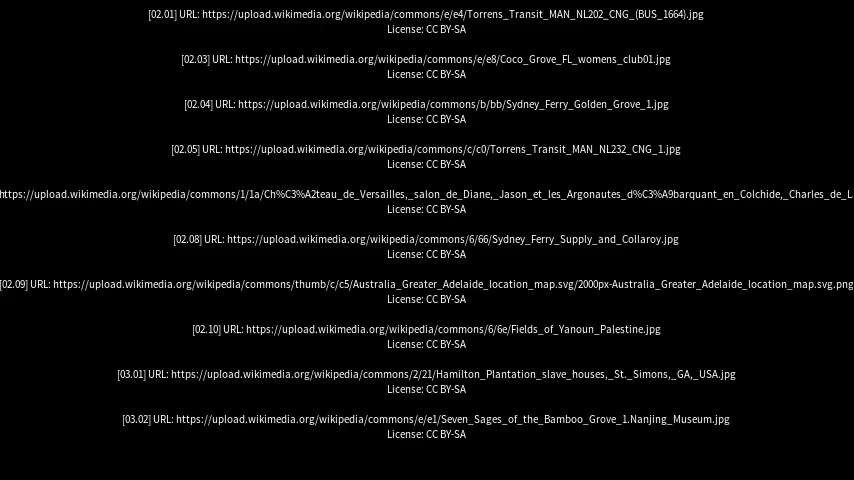 [02.01] URL: https://upload.wikimedia.org/wikipedia/commons/e/e4/Torrens_Transit_MAN_NL202_CNG_(BUS_1664).jpg
License: CC BY-SA
[02.03] URL: https://upload.wikimedia.org/wikipedia/commons/e/e8/Coco_Grove_FL_womens_club01.jpg
License: CC BY-SA
[02.04] URL: https://upload.wikimedia.org/wikipedia/commons/b/bb/Sydney_Ferry_Golden_Grove_1.jpg
License: CC BY-SA
[02.05] URL: https://upload.wikimedia.org/wikipedia/commons/c/c0/Torrens_Transit_MAN_NL232_CNG_1.jpg
License: CC BY-SA
https://upload.wikimedia.org/wikipedia/commons/1/1a/Ch%C3%A2teau_de_Versailles,_salon_de_Diane,_Jason_et_les_Argonautes_d%C3%A9barquant_en_Colchide,_Charles_de_L
License: CC BY-SA
[02.08] URL: https://upload.wikimedia.org/wikipedia/commons/6/66/Sydney_Ferry_Supply_and_Collaroy.jpg
License: CC BY-SA
[02.09] URL: https://upload.wikimedia.org/wikipedia/commons/thumb/c/c5/Australia_Greater_Adelaide_location_map.svg/2000px-Australia_Greater_Adelaide_location_map.svg.png
License: CC BY-SA
[02.10] URL: https://upload.wikimedia.org/wikipedia/commons/6/6e/Fields_of_Yanoun_Palestine.jpg
License: CC BY-SA
[03.01] URL: https://upload.wikimedia.org/wikipedia/commons/2/21/Hamilton_Plantation_slave_houses,_St._Simons,_GA,_USA.jpg
License: CC BY-SA
[03.02] URL: https://upload.wikimedia.org/wikipedia/commons/e/e1/Seven_Sages_of_the_Bamboo_Grove_1.Nanjing_Museum.jpg
License: CC BY-SA